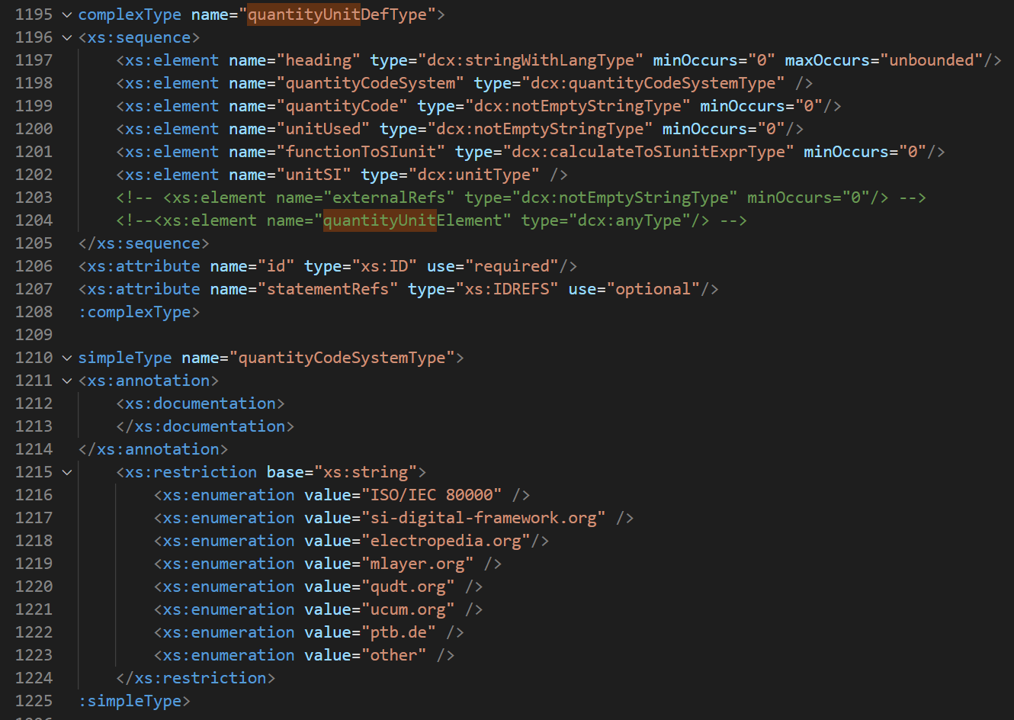 1195 complexType name="quantityUnitDefType">
1196 <xs:sequence>
1197 <xs:element name="heading" type="dcx:stringWithLangType" minOccurs="0" maxOccurs="unbounded"/>
1198 <xs:element name="quantityCodeSystem" type="dcx:quantityCodeSystemType" />
1199 <xs:element name="quantityCode" type="dcx:notEmptyStringType" minOccurs="0"/>
1200 <xs:element name="unitUsed" type="dcx:notEmptyStringType" minOccurs="0"/>
1201 <xs:element name="functionToSIunit" type="dcx:calculateToSIunitExprType" minOccurs="0"/>
1202 <xs:element name="unitSI" type="dcx:unitType" />
1203 <!-- <xs:element name="externalRefs" type="dcx:notEmptyStringType" minOccurs="0"/> -->
1204 <!--<xs:element name="quantityUnitElement" type="dcx:anyType"/> -->
1205 </xs:sequence>
1206 <xs:attribute name="id" type="xs:ID" use="required"/>
1207 <xs:attribute name="statementRefs" type="xs:IDREFS" use="optional"/>
1208 :complexType>
1209
1210 simpleType name="quantityCodeSystemType">
1211 <xs:annotation>
1212 <xs:documentation>
1213 </xs:documentation>
1214 </xs:annotation>
1215 <xs:restriction base="xs:string">
1216 <xs:enumeration value="ISO/IEC 80000" />
1217 <xs:enumeration value="si-digital-framework.org" />
1218 <xs:enumeration value="electropedia.org"/>
1219 <xs:enumeration value="mlayer.org" />
1220 <xs:enumeration value="qudt.org" />
1221 <xs:enumeration value="ucum.org" />
1222 <xs:enumeration value="ptb.de" />
1223 <xs:enumeration value="other" />
1224 </xs:restriction>
1225 :simpleType>